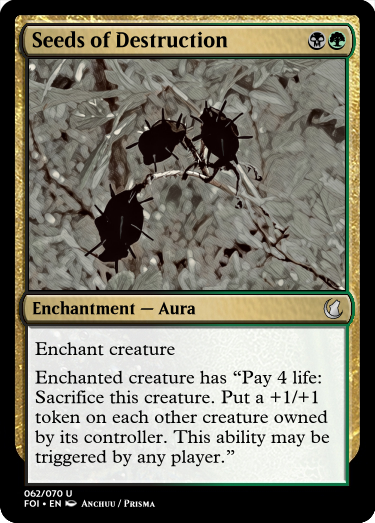 Seeds of Destruction
Enchantment — Aura
Enchant creature
Enchanted creature has “Pay 4 life:
Sacrifice this creature. Put a +1/+1
token on each other creature owned
by its controller. This ability may be
triggered by any player.”
062/070 U
FOI • EN Anchuu / Prisma